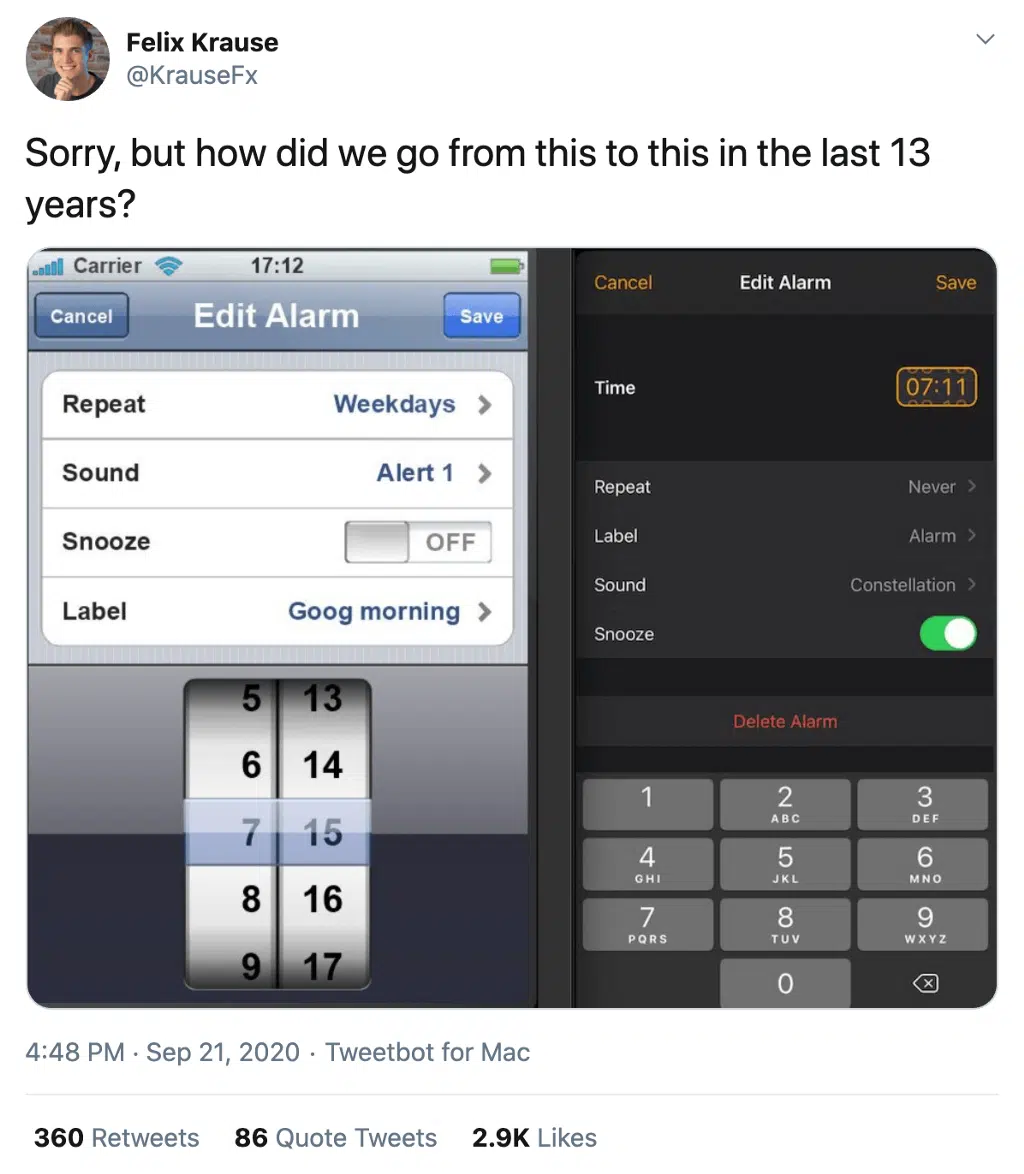 Felix Krause
@KrauseFx
Sorry, but how did we go from this to this in the last 13
years?
Carrier 17:12
Cancel Edit Alarm Save
Repeat Weekdays
Sound Alert 1
Snooze OFF
Label Goog morning
5 13
6 14
7 15
8 16
9 17
Cancel Edit Alarm Save
Time 07:11
Repeat Never
Label Alarm
Sound Constellation
Snooze
Delete Alarm
1 2 3
ABC DEF
4 5 6
GHI JKL MNO
7 8 9
PQRS TUV WXYZ
0
4:48 PM · Sep 21, 2020 · Tweetbot for Mac
360 Retweets 86 Quote Tweets 2.9K Likes